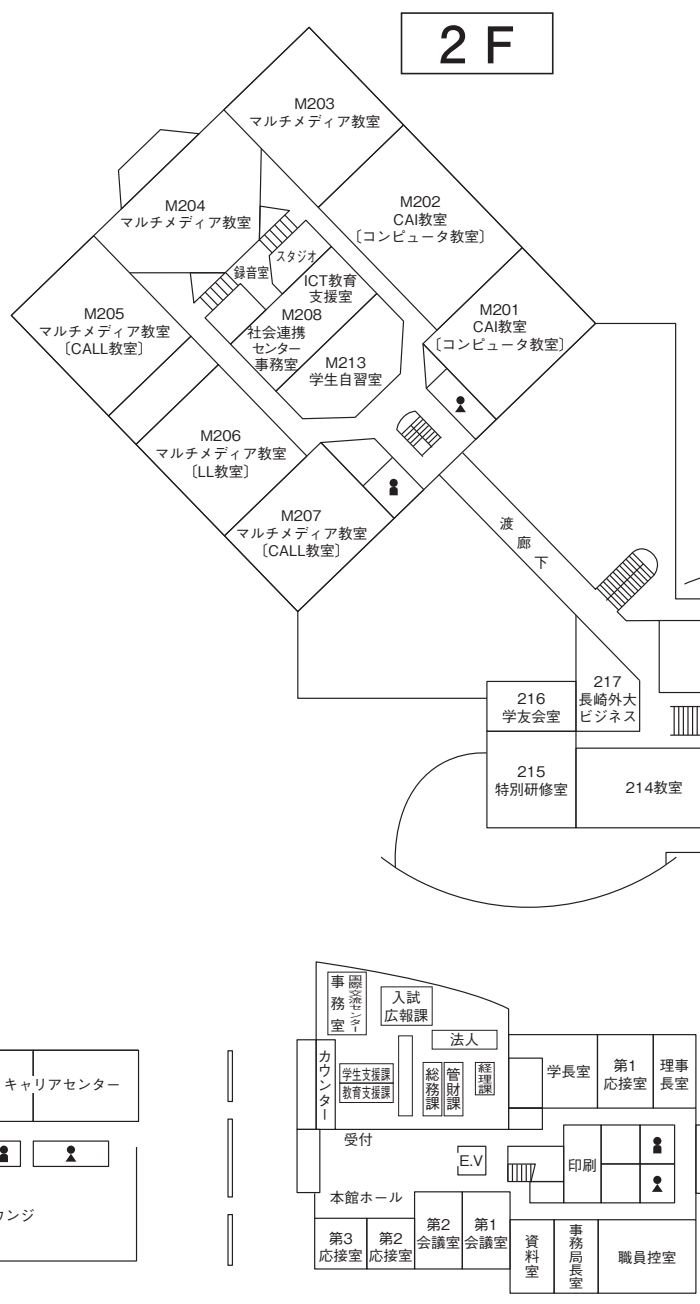 2 F
M203
マルチメディア教室
M204
マルチメディア教室
M202
CAI教室
〔コンピュータ教室〕
スタジオ
録音室
ICT教育
支援室
M208
社会連携
センター
事務室
M201
CAI教室
〔コンピュータ教室〕
M205
マルチメディア教室
〔CALL教室〕
M213
学生自習室
M206
マルチメディア教室
〔LL教室〕
M207
マルチメディア教室
〔CALL教室〕
渡
廊
下
217
長崎外大
ビジネス
216
学友会室
215
特別研修室
214教室
国際交流センター
事務室
入試
広報課
法人
カウンター
学生支援課
教育支援課
総務課
管財課
経理課
学長室
第1
応接室
理事
長室
キャリアセンター
受付
E.V
印刷
本館ホール
ンジ
第3
応接室
第2
応接室
第2
会議室
第1
会議室
資料室
事務局長室
職員控室